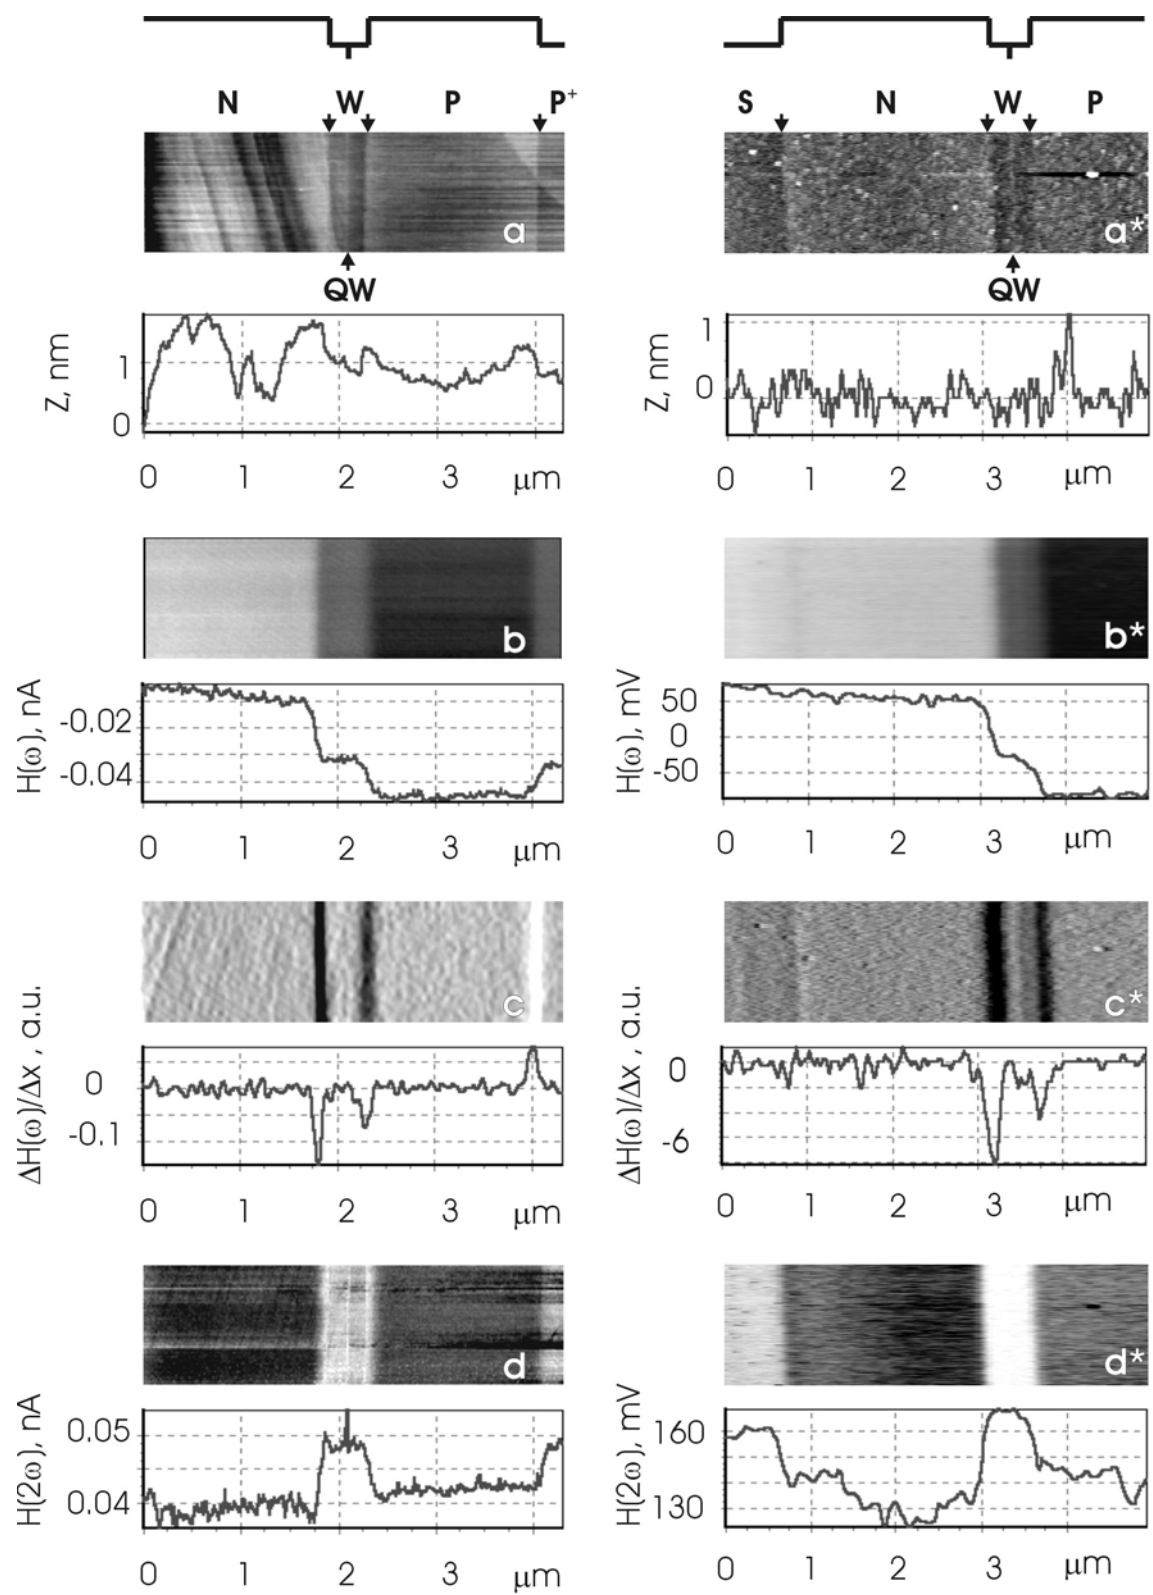 N W P P+
a
QW
Z, nm
1
0
0 1 2 3 μm
b
H(ω), nA
-0.02
-0.04
0 1 2 3 μm
c
ΔH(ω)/Δx , a.u.
0
-0.1
0 1 2 3 μm
d
H(2ω), nA
0.05
0.04
0 1 2 3 μm
S N W P
a*
QW
Z, nm
1
0
0 1 2 3 μm
b*
H(ω), mV
50
0
-50
0 1 2 3 μm
c*
ΔH(ω)/Δx , a.u.
0
-6
0 1 2 3 μm
d*
H(2ω), mV
160
130
0 1 2 3 μm